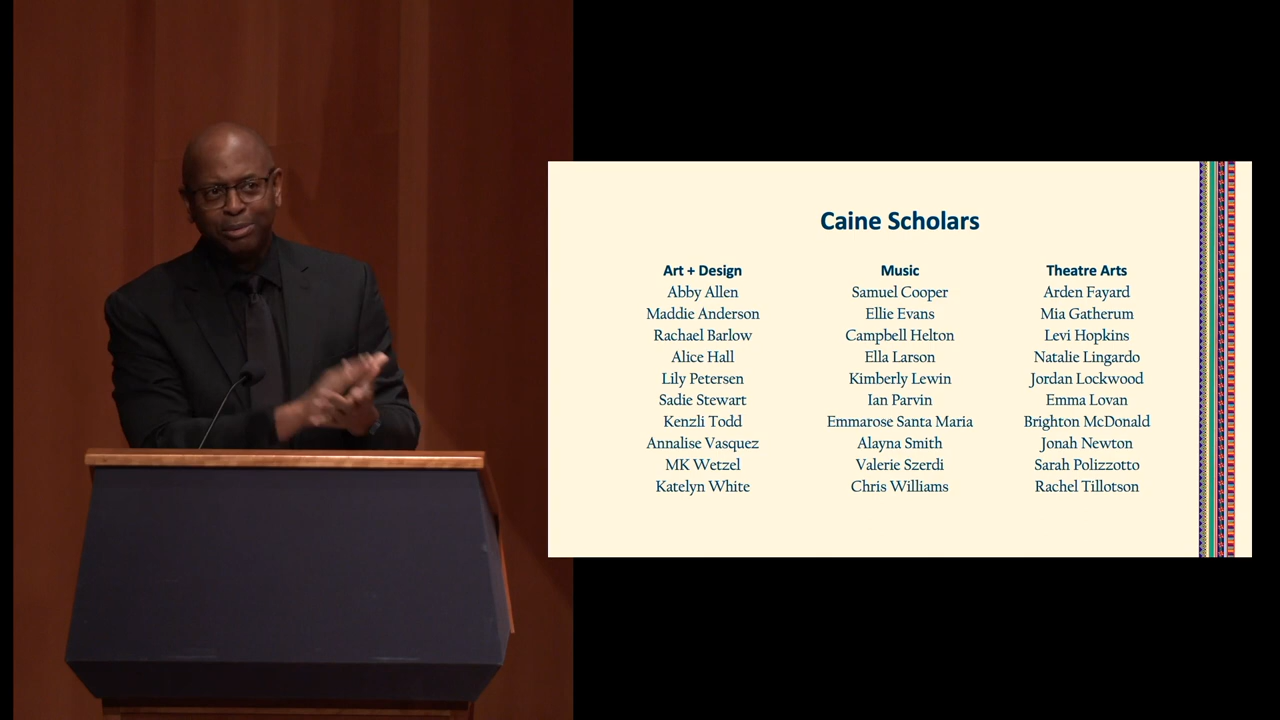 Caine Scholars
Art + Design
Abby Allen
Maddie Anderson
Rachael Barlow
Alice Hall
Lily Petersen
Sadie Stewart
Kenzli Todd
Annalise Vasquez
MK Wetzel
Katelyn White
Music
Samuel Cooper
Ellie Evans
Campbell Helton
Ella Larson
Kimberly Lewin
Ian Parvin
Emmarose Santa Maria
Alayna Smith
Valerie Szerdi
Chris Williams
Theatre Arts
Arden Fayard
Mia Gatherum
Levi Hopkins
Natalie Lingardo
Jordan Lockwood
Emma Lovan
Brighton McDonald
Jonah Newton
Sarah Polizzotto
Rachel Tillotson